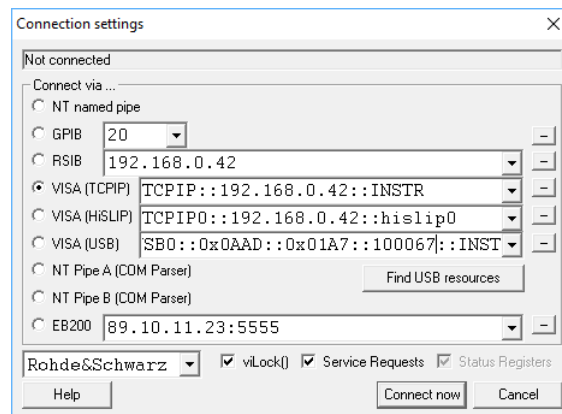 Connection settings
Not connected
Connect via ...
NT named pipe
GPIB 20
RSIB 192.168.0.42
VISA (TCPIP) TCPIP::192.168.0.42::INSTR
VISA (HiSLIP) TCPIP0::192.168.0.42::hislip0
VISA (USB) SB0::0x0AAD::0x01A7::100067::INST
NT Pipe A (COM Parser)
Find USB resources
NT Pipe B (COM Parser)
EB200 89.10.11.23:5555
Rohde&Schwarz viLock() Service Requests Status Registers
Help Connect now Cancel